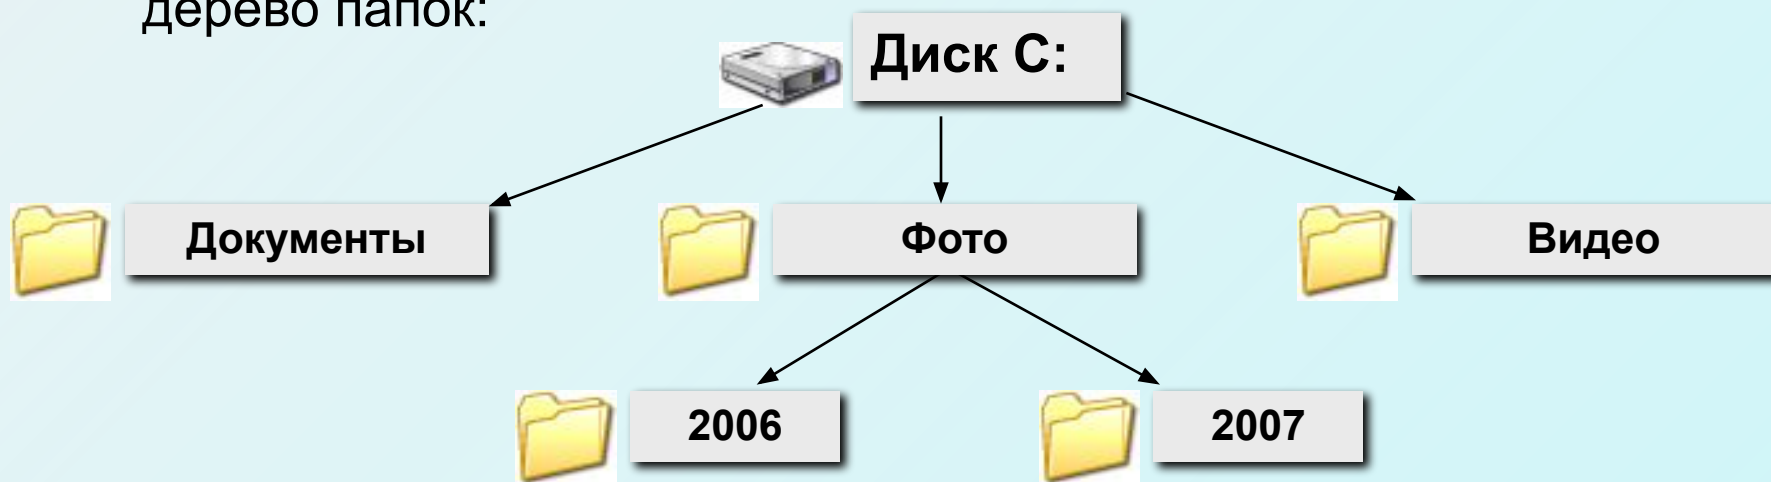 дерево папок:
Диск C:
Документы
Фото
Видео
2006
2007